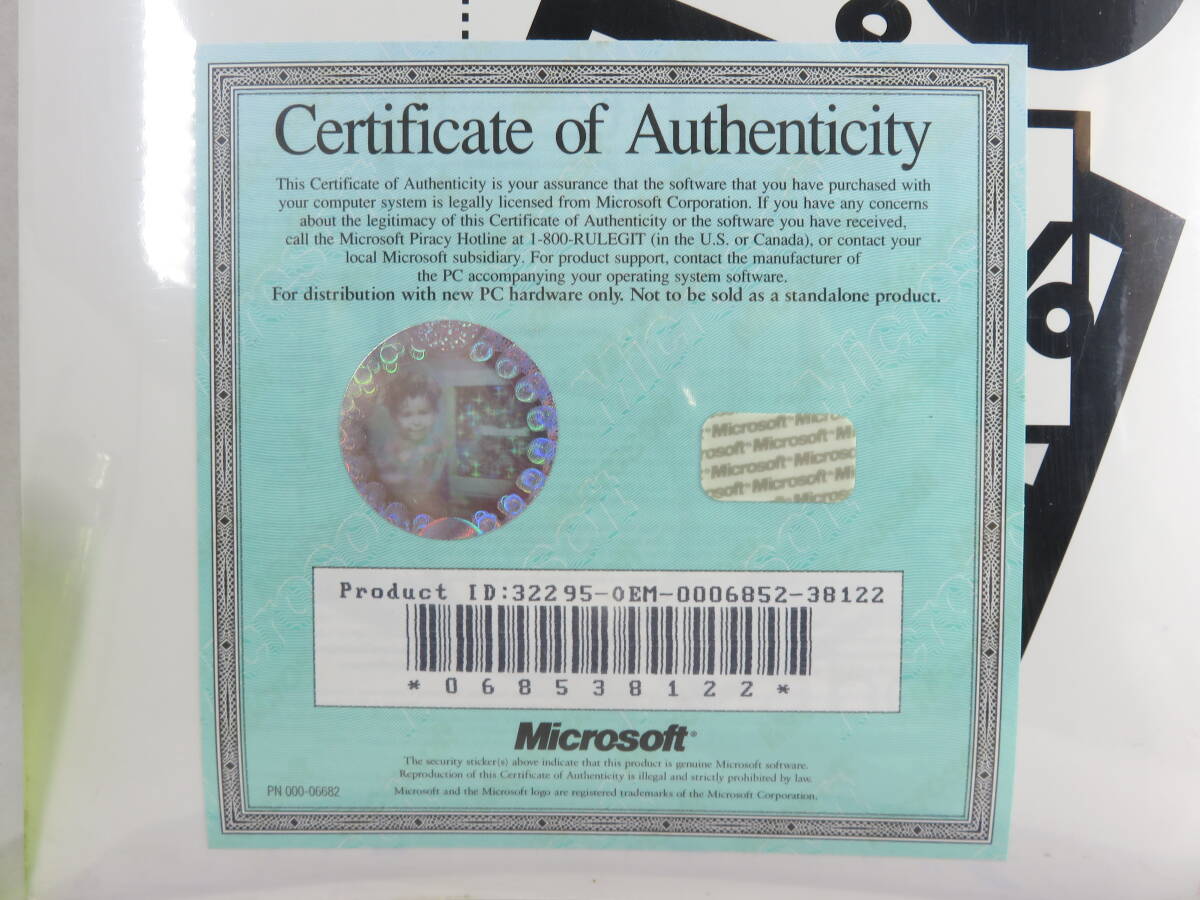 Certificate of Authenticity
This Certificate of Authenticity is your assurance that the software that you have purchased with
your computer system is legally licensed from Microsoft Corporation. If you have any concerns
about the legitimacy of this Certificate of Authenticity or the software you have received,
call the Microsoft Piracy Hotline at 1-800-RULEGIT (in the U.S. or Canada), or contact your
local Microsoft subsidiary. For product support, contact the manufacturer of
the PC accompanying your operating system software.
For distribution with new PC hardware only. Not to be sold as a standalone product.
Microsoft
Microsoft™ Microsoft™
Microsoft™ Microsoft
Microsoft
Product ID:32295-OEM-0006852-38122
*068538122*
Microsoft®
The security sticker(s) above indicate that this product is genuine Microsoft software.
Reproduction of this Certificate of Authenticity is illegal and strictly prohibited by law.
PN 000-06682
Microsoft and the Microsoft logo are registered trademarks of the Microsoft Corporation.